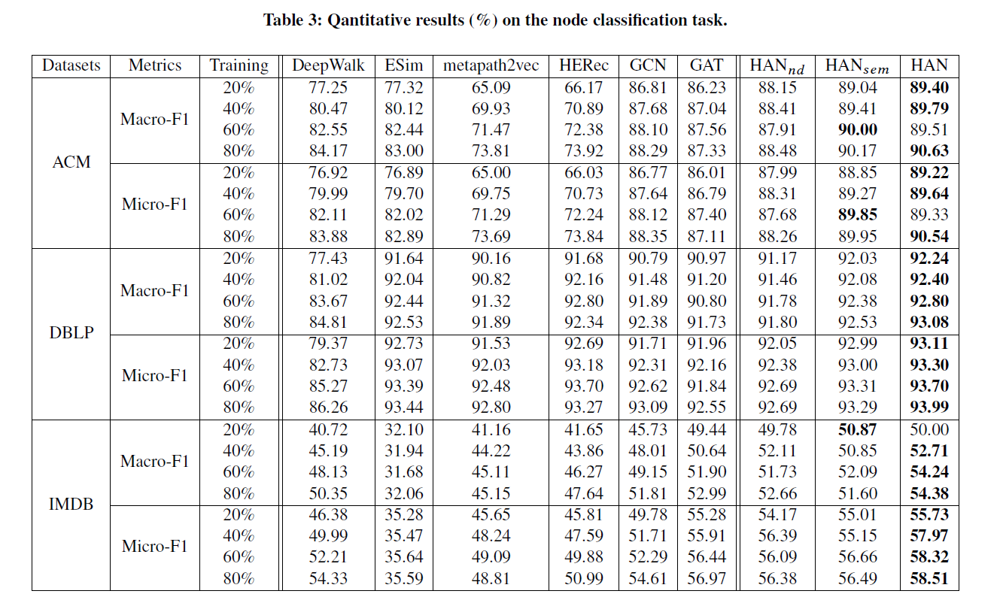 Table 3: Qantitative results (%) on the node classification task.
Datasets Metrics Training DeepWalk ESim metapath2vec HERec GCN GAT HANnd HANsem HAN
ACM Macro-F1 20% 77.25 77.32 65.09 66.17 86.81 86.23 88.15 89.04 89.40
40% 80.47 80.12 69.93 70.89 87.68 87.04 88.41 89.41 89.79
60% 82.55 82.44 71.47 72.38 88.10 87.56 87.91 90.00 89.51
80% 84.17 83.00 73.81 73.92 88.29 87.33 88.48 90.17 90.63
Micro-F1 20% 76.92 76.89 65.00 66.03 86.77 86.01 87.99 88.85 89.22
40% 79.99 79.70 69.75 70.73 87.64 86.79 88.31 89.27 89.64
60% 82.11 82.02 71.29 72.24 88.12 87.40 87.68 89.85 89.33
80% 83.88 82.89 73.69 73.84 88.35 87.11 88.26 89.95 90.54
DBLP Macro-F1 20% 77.43 91.64 90.16 91.68 90.79 90.97 91.17 92.03 92.24
40% 81.02 92.04 90.82 92.16 91.48 91.20 91.46 92.08 92.40
60% 83.67 92.44 91.32 92.80 91.89 90.80 91.78 92.38 92.80
80% 84.81 92.53 91.89 92.34 92.38 91.73 91.80 92.53 93.08
Micro-F1 20% 79.37 92.73 91.53 92.69 91.71 91.96 92.05 92.99 93.11
40% 82.73 93.07 92.03 93.18 92.31 92.16 92.38 93.00 93.30
60% 85.27 93.39 92.48 93.70 92.62 91.84 92.69 93.31 93.70
80% 86.26 93.44 92.80 93.27 93.09 92.55 92.69 93.29 93.99
IMDB Macro-F1 20% 40.72 32.10 41.16 41.65 45.73 49.44 49.78 50.87 50.00
40% 45.19 31.94 44.22 43.86 48.01 50.64 52.11 50.85 52.71
60% 48.13 31.68 45.11 46.27 49.15 51.90 51.73 52.09 54.24
80% 50.35 32.06 45.15 47.64 51.81 52.99 52.66 51.60 54.38
Micro-F1 20% 46.38 35.28 45.65 45.81 49.78 55.28 54.17 55.01 55.73
40% 49.99 35.47 48.24 47.59 51.71 55.91 56.39 55.15 57.97
60% 52.21 35.64 49.09 49.88 52.29 56.44 56.09 56.66 58.32
80% 54.33 35.59 48.81 50.99 54.61 56.97 56.38 56.49 58.51